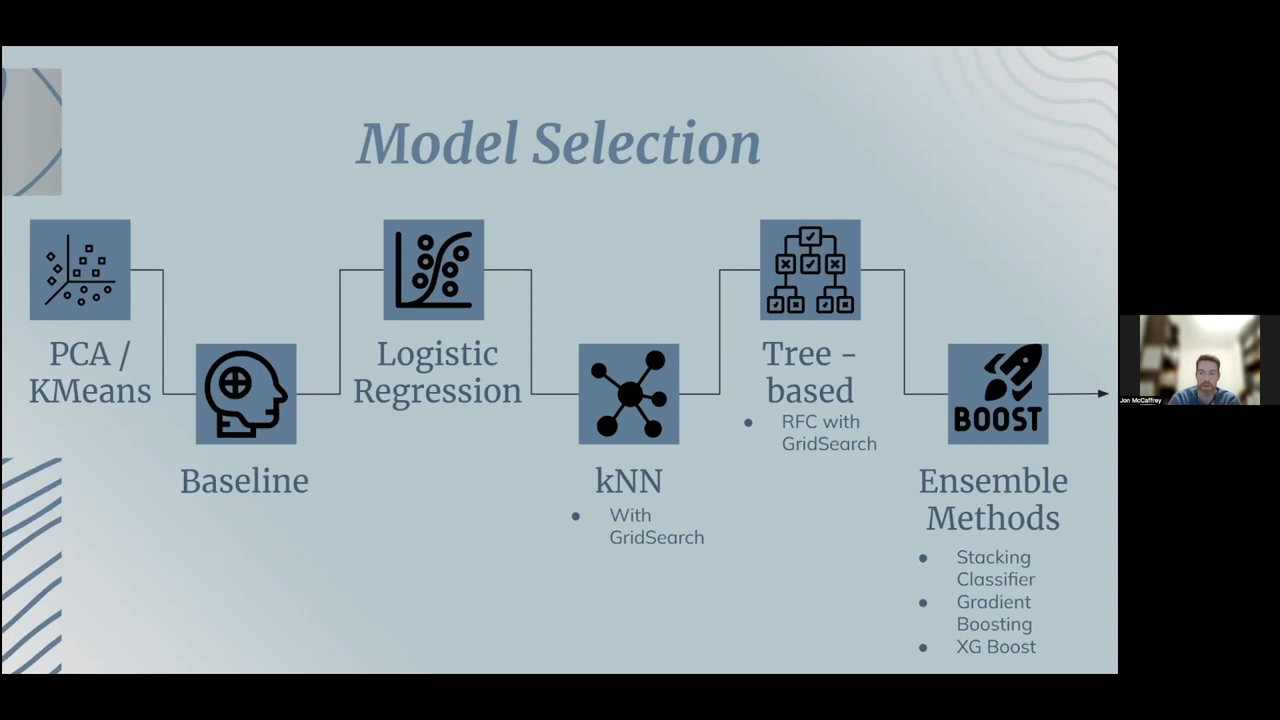 Model Selection
PCA /
KMeans
Baseline
Logistic
Regression
kNN
● With
GridSearch
Tree -
based
● RFC with
GridSearch
BOOST
Ensemble
Methods
● Stacking
Classifier
● Gradient
Boosting
● XG Boost
Jon McCaffrey